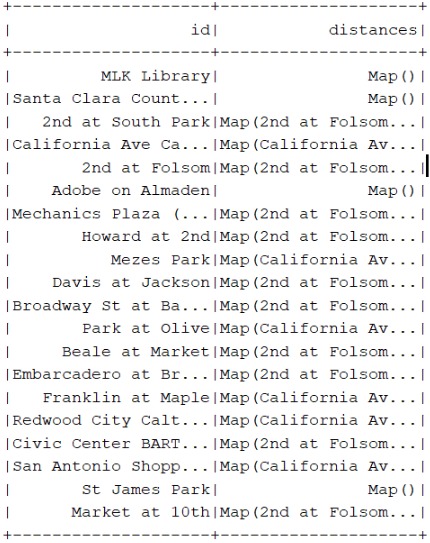 +--------------------+--------------------+
|                  id|           distances|
+--------------------+--------------------+
|         MLK Library|               Map()|
|Santa Clara Count...|               Map()|
|   2nd at South Park|Map(2nd at Folsom...|
|California Ave Ca...|Map(California Av...|
|       2nd at Folsom|Map(2nd at Folsom...|
|    Adobe on Almaden|               Map()|
|Mechanics Plaza (...|Map(2nd at Folsom...|
|       Howard at 2nd|Map(2nd at Folsom...|
|          Mezes Park|Map(California Av...|
|    Davis at Jackson|Map(2nd at Folsom...|
|Broadway St at Ba...|Map(2nd at Folsom...|
|       Park at Olive|Map(California Av...|
|     Beale at Market|Map(2nd at Folsom...|
|Embarcadero at Br...|Map(2nd at Folsom...|
|   Franklin at Maple|Map(California Av...|
|Redwood City Calt...|Map(California Av...|
|Civic Center BART...|Map(2nd at Folsom...|
|San Antonio Shopp...|Map(California Av...|
|       St James Park|               Map()|
|      Market at 10th|Map(2nd at Folsom...|
+--------------------+--------------------+